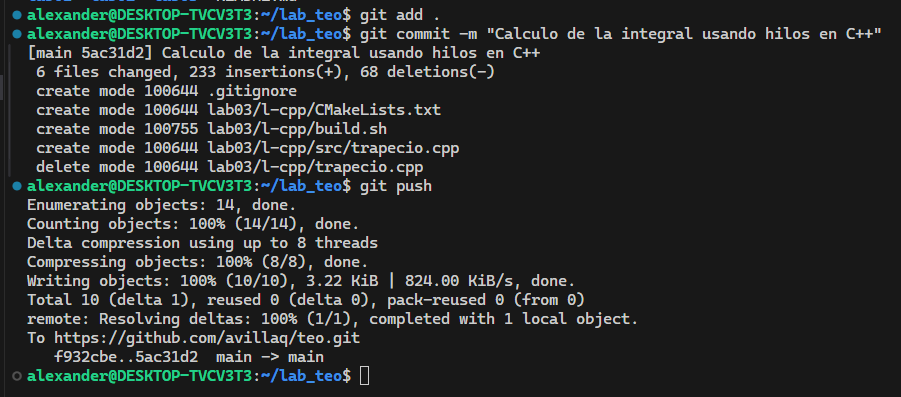 alexander@DESKTOP-TVCV3T3:~/lab_teo$ git add .
alexander@DESKTOP-TVCV3T3:~/lab_teo$ git commit -m "Calculo de la integral usando hilos en C++"
[main 5ac31d2] Calculo de la integral usando hilos en C++
6 files changed, 233 insertions(+), 68 deletions(-)
create mode 100644 .gitignore
create mode 100644 lab03/l-cpp/CMakeLists.txt
create mode 100755 lab03/l-cpp/build.sh
create mode 100644 lab03/l-cpp/src/trapecio.cpp
delete mode 100644 lab03/l-cpp/trapecio.cpp
alexander@DESKTOP-TVCV3T3:~/lab_teo$ git push
Enumerating objects: 14, done.
Counting objects: 100% (14/14), done.
Delta compression using up to 8 threads
Compressing objects: 100% (8/8), done.
Writing objects: 100% (10/10), 3.22 KiB | 824.00 KiB/s, done.
Total 10 (delta 1), reused 0 (delta 0), pack-reused 0 (from 0)
remote: Resolving deltas: 100% (1/1), completed with 1 local object.
To https://github.com/avillaq/teo.git
f932cbe..5ac31d2  main -> main
alexander@DESKTOP-TVCV3T3:~/lab_teo$